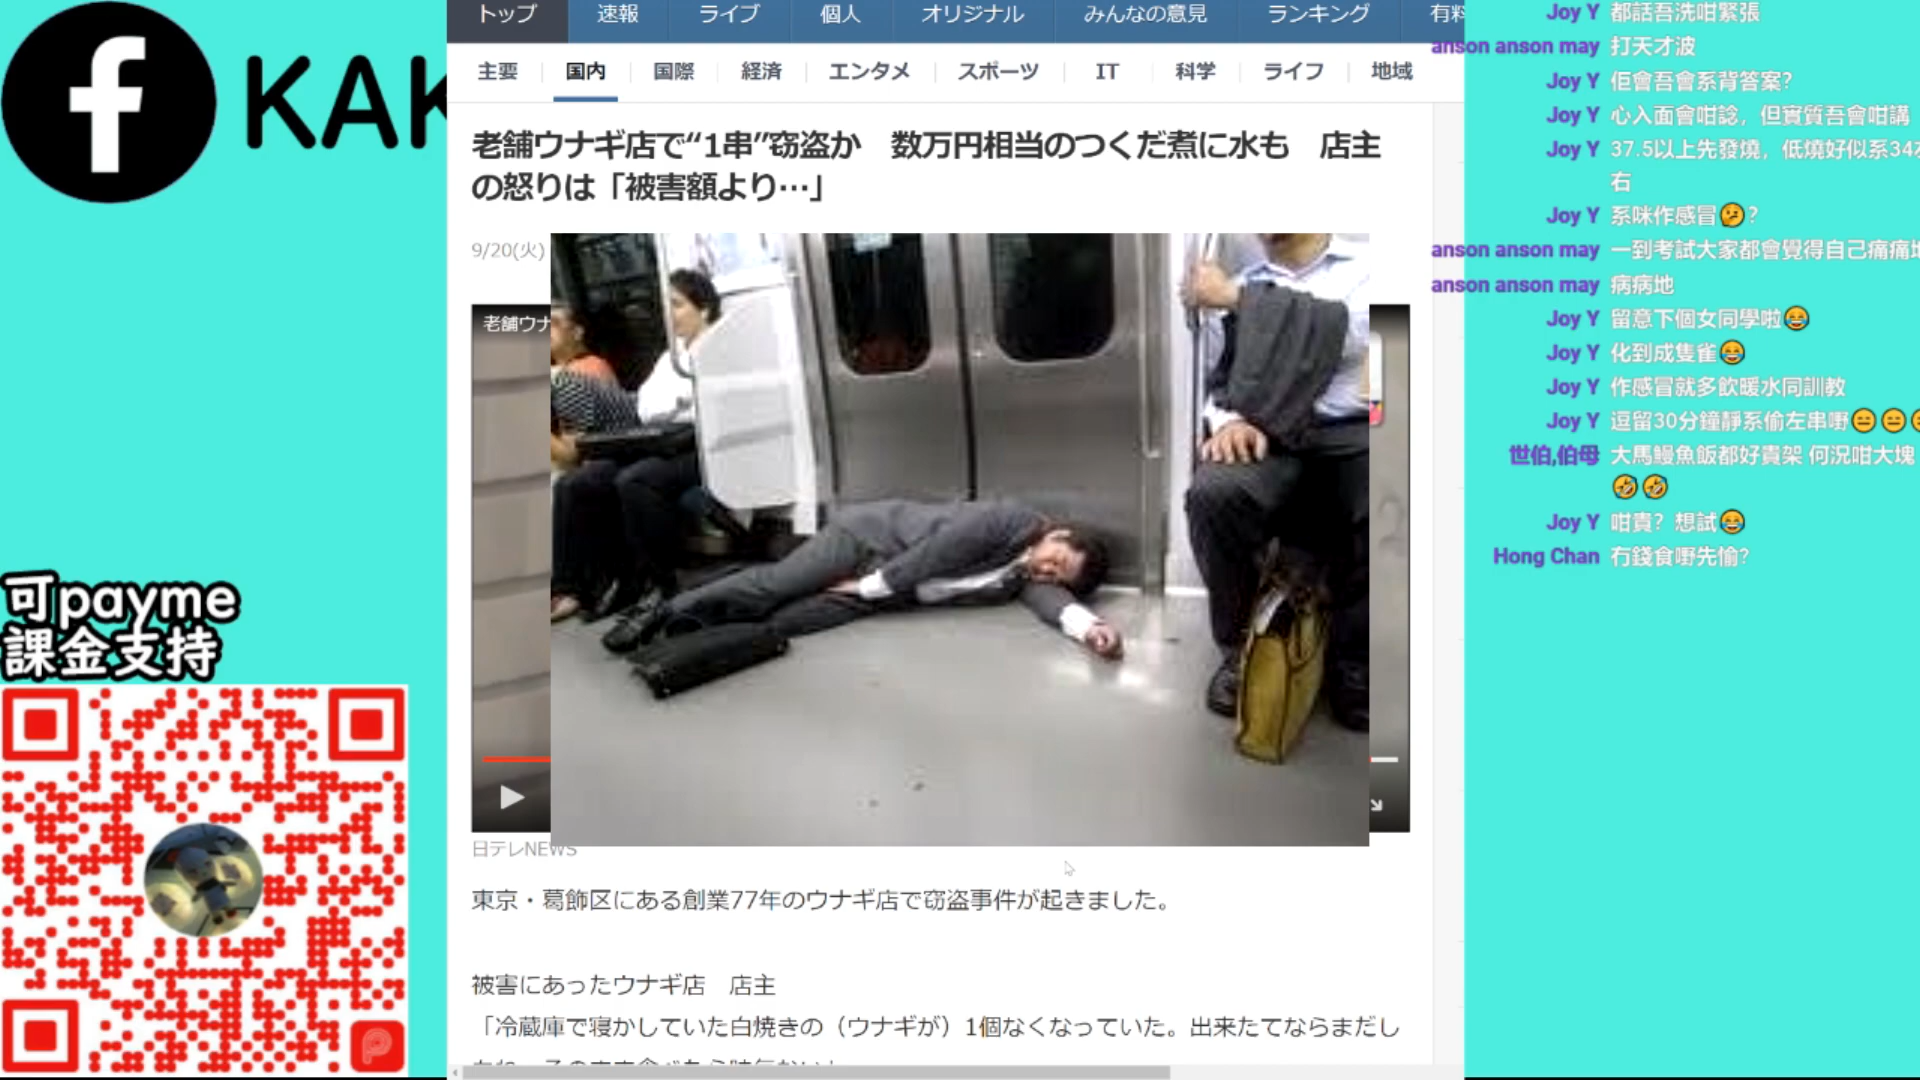 KAK
可payme
課金支持
トップ
速報
ライブ
個人
オリジナル
みんなの意見
ランキング
有料
主要
国内
国際
経済
エンタメ
スポーツ
IT
科学
ライフ
地域
老舗ウナギ店で“1串”窃盗か 数万円相当のつくだ煮に水も 店主
の怒りは「被害額より…」
9/20(火)
老舗ウナ
日テレNEWS
東京・葛飾区にある創業77年のウナギ店で窃盗事件が起きました。
被害にあったウナギ店 店主
「冷蔵庫で寝かしていた白焼きの（ウナギが）1個なくなっていた。出来たてならまだし
Joy Y 都話吾洗咁緊張
anson anson may 打天才波
Joy Y 佢會吾會系背答案?
Joy Y 心入面會咁諗，但實質吾會咁講
Joy Y 37.5以上先發燒，低燒好似系34左
右
Joy Y 系咪作感冒🤔?
anson anson may 一到考試大家都會覺得自己痛痛地
anson anson may 病病地
Joy Y 留意下個女同學啦😂
Joy Y 化到成隻雀😂
Joy Y 作感冒就多飲暖水同訓教
Joy Y 逗留30分鐘靜系偷左串嘢😑😑
世伯,伯母 大馬鰻魚飯都好貴架 何況咁大塊
🤣🤣
Joy Y 咁貴？想試😂
Hong Chan 冇錢食嘢先偷?